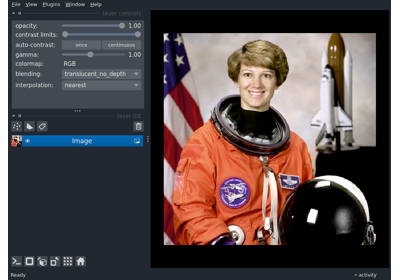 File View Plugins Window Help
layer controls
opacity: 1.00
contrast limits:
auto-contrast: once continuous
gamma: 1.00
colormap: RGB
blending: translucent_no_depth
interpolation: nearest
layer list
Image
Ready
activity